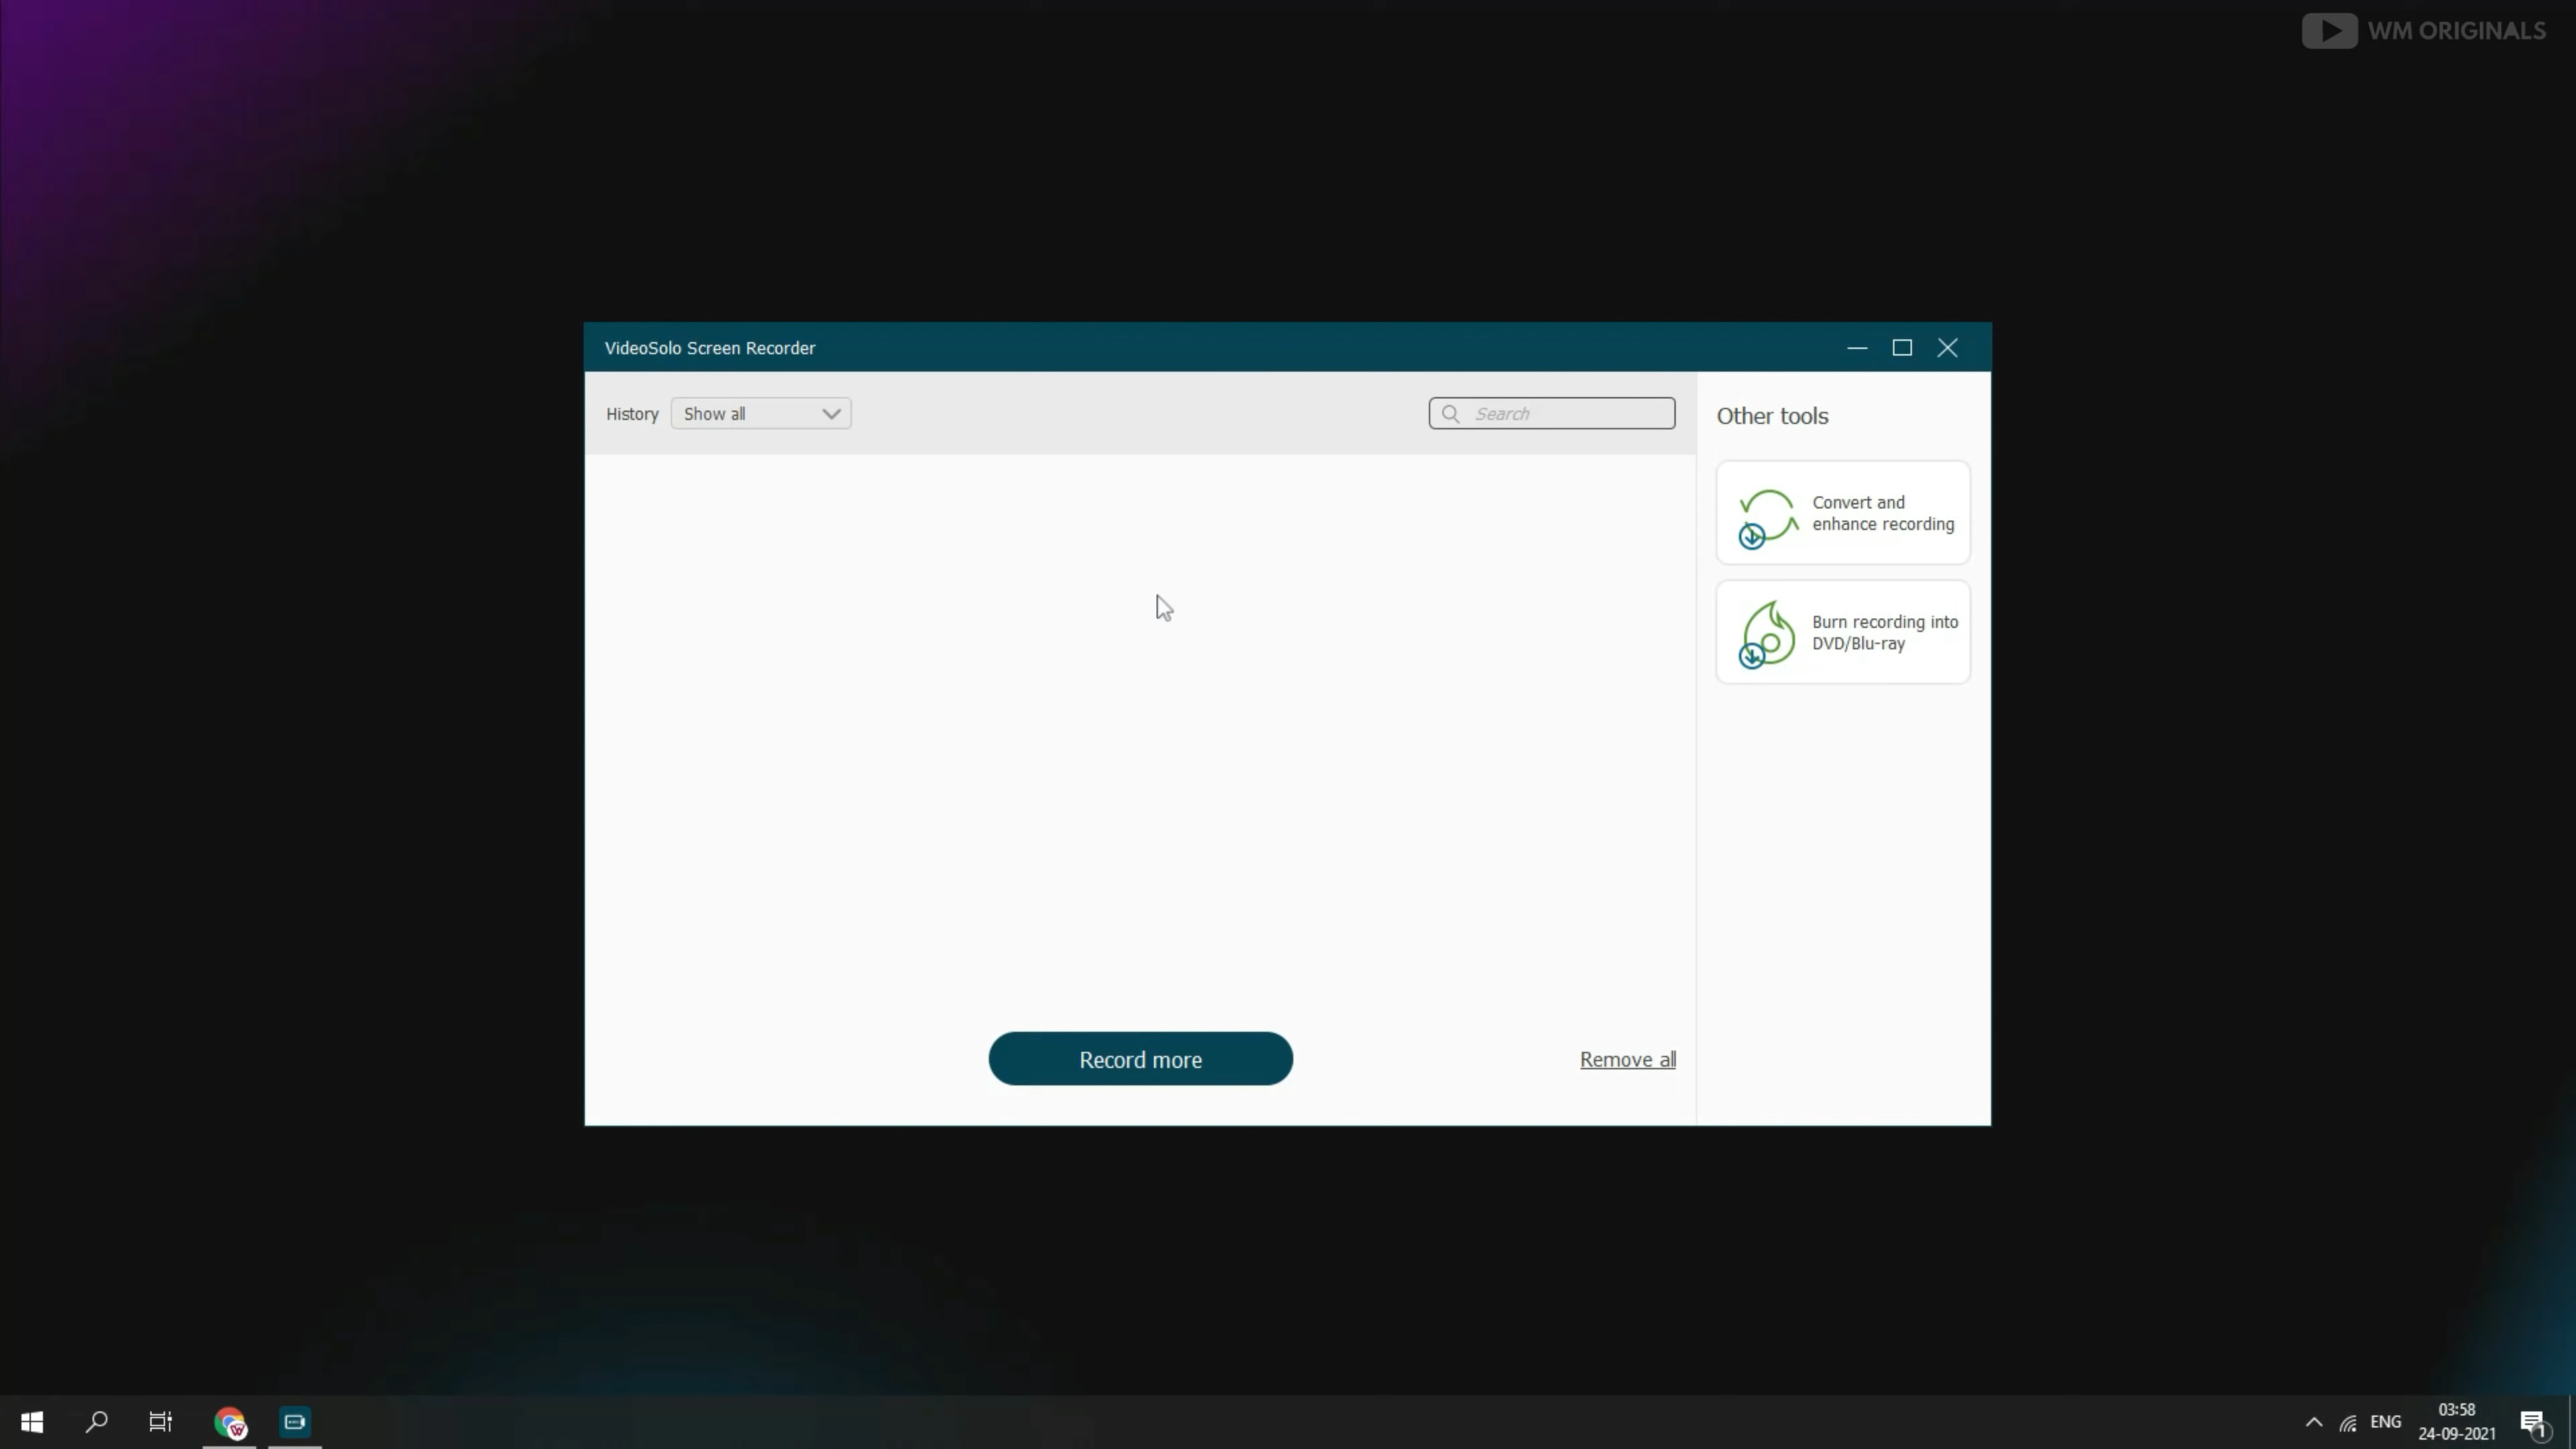 WM ORIGINALS
VideoSolo Screen Recorder
History
Show all
Search
Other tools
Convert and
enhance recording
Burn recording into
DVD/Blu-ray
Record more
Remove all
ENG
03:58
24-09-2021
1